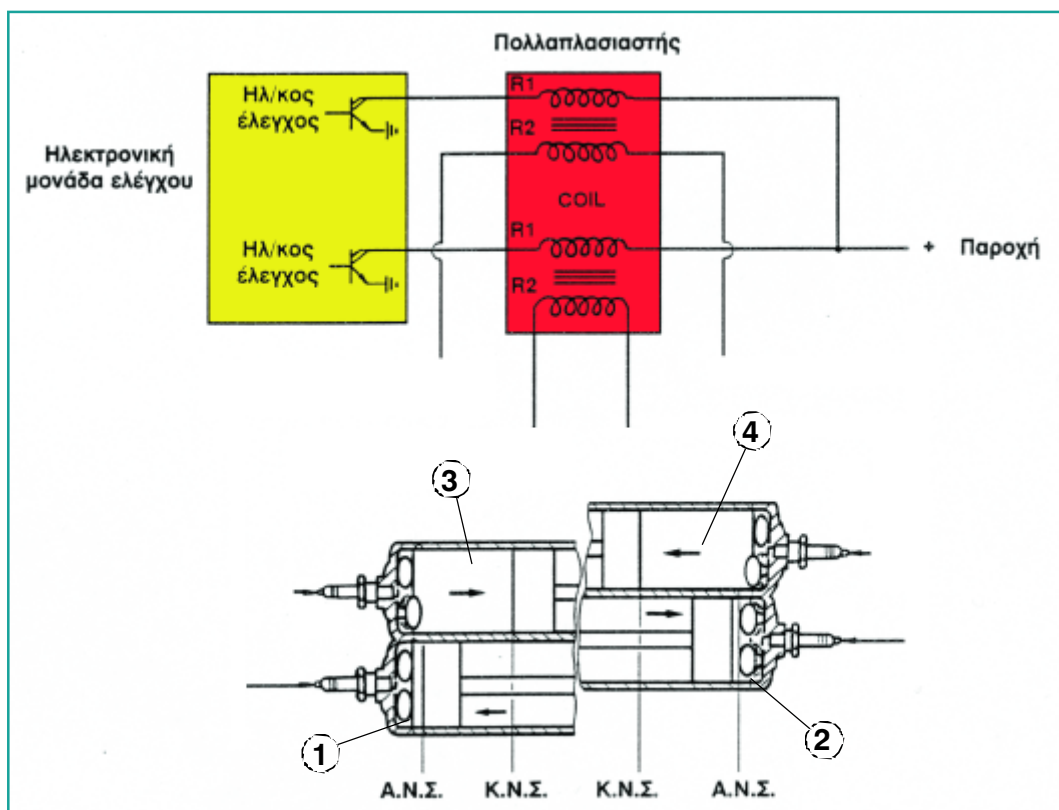 Πολλαπλασιαστής
Ηλεκτρονική
μονάδα ελέγχου
Ηλ/κος
έλεγχος
R1
R2
COIL
Ηλ/κος
έλεγχος
R1
R2
+ Παροχή
3
4
1
2
Α.Ν.Σ. Κ.Ν.Σ. Κ.Ν.Σ. Α.Ν.Σ.